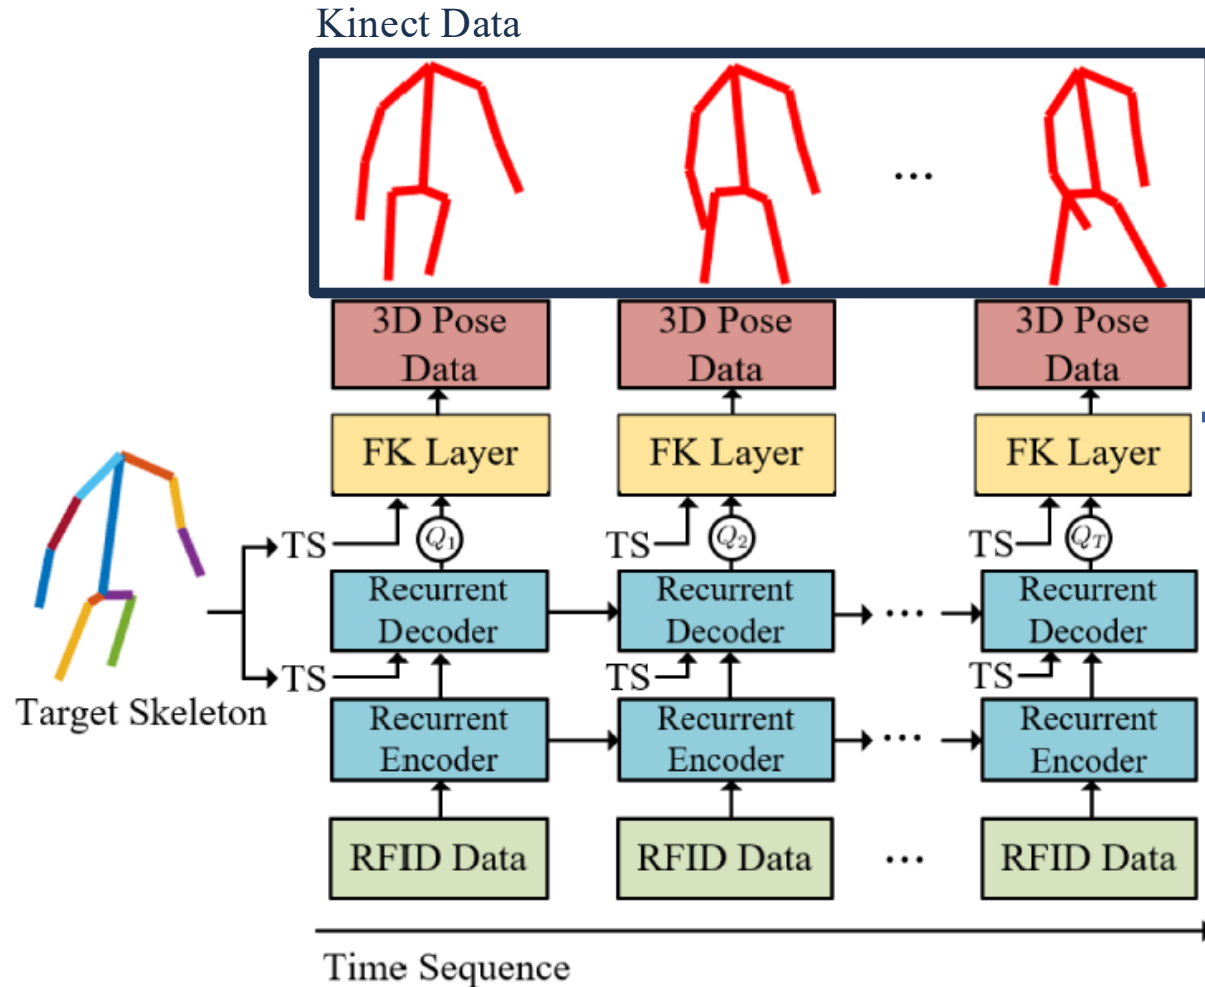 Kinect Data
...
3D Pose Data
3D Pose Data
3D Pose Data
FK Layer
FK Layer
FK Layer
TS
Q1
TS
Q2
TS
QT
Recurrent Decoder
Recurrent Decoder
...
Recurrent Decoder
TS
TS
TS
Target Skeleton
Recurrent Encoder
Recurrent Encoder
...
Recurrent Encoder
RFID Data
RFID Data
...
RFID Data
Time Sequence